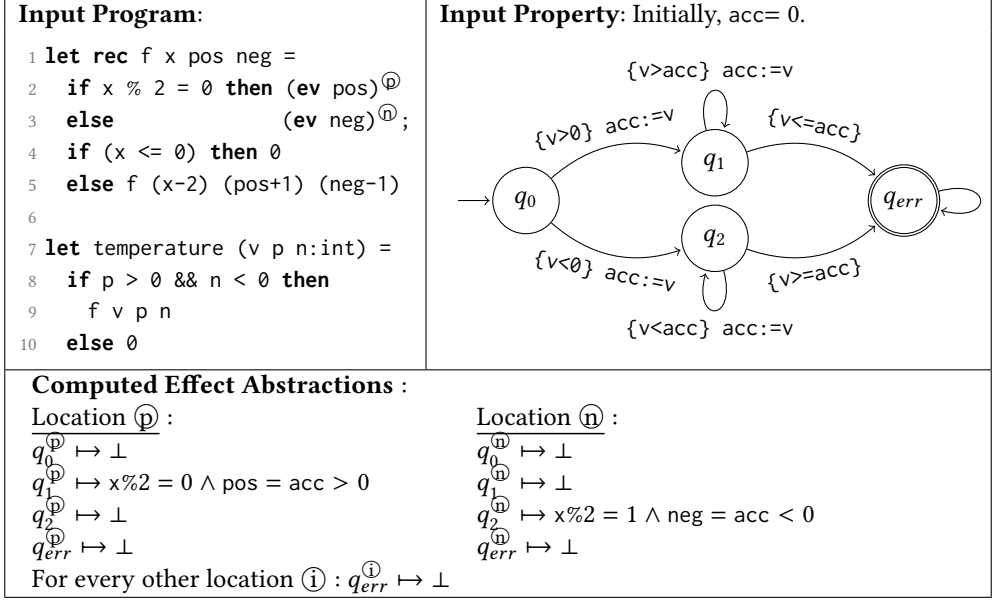 Input Program:
1 let rec f x pos neg =
2   if x % 2 = 0 then (ev pos)ⓟ
3   else              (ev neg)ⓝ;
4   if (x <= 0) then 0
5   else f (x-2) (pos+1) (neg-1)
6
7 let temperature (v p n:int) =
8   if p > 0 && n < 0 then
9     f v p n
10   else 0
Input Property: Initially, acc= 0.
{v>acc} acc:=v
{v>0} acc:=v
{v<=acc}
q1
q0
qerr
q2
{v<0} acc:=v
{v>=acc}
{v<acc} acc:=v
Computed Effect Abstractions :
Location ⓟ :
q0ⓟ ↦ ⊥
q1ⓟ ↦ x%2 = 0 ∧ pos = acc > 0
q2ⓟ ↦ ⊥
qerrⓟ ↦ ⊥
Location ⓝ :
q0ⓝ ↦ ⊥
q1ⓝ ↦ ⊥
q2ⓝ ↦ x%2 = 1 ∧ neg = acc < 0
qerrⓝ ↦ ⊥
For every other location ⓘ : qerrⓘ ↦ ⊥